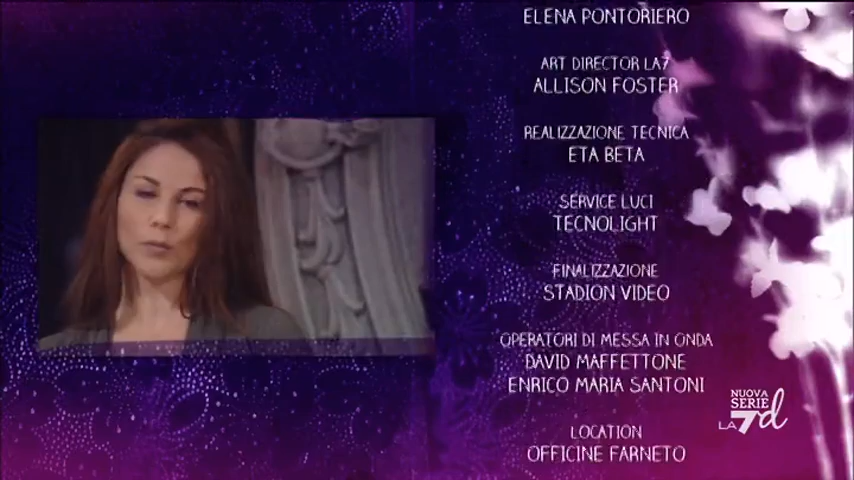 ELENA PONTORIERO
ART DIRECTOR LA7
ALLISON FOSTER
REALIZZAZIONE TECNICA
ETA BETA
SERVICE LUCI
TECNOLIGHT
FINALIZZAZIONE
STADION VIDEO
OPERATORI DI MESSA IN ONDA
DAVID MAFFETTONE
ENRICO MARIA SANTONI
LOCATION
OFFICINE FARNETO
NUOVA
SERIE
LA7d